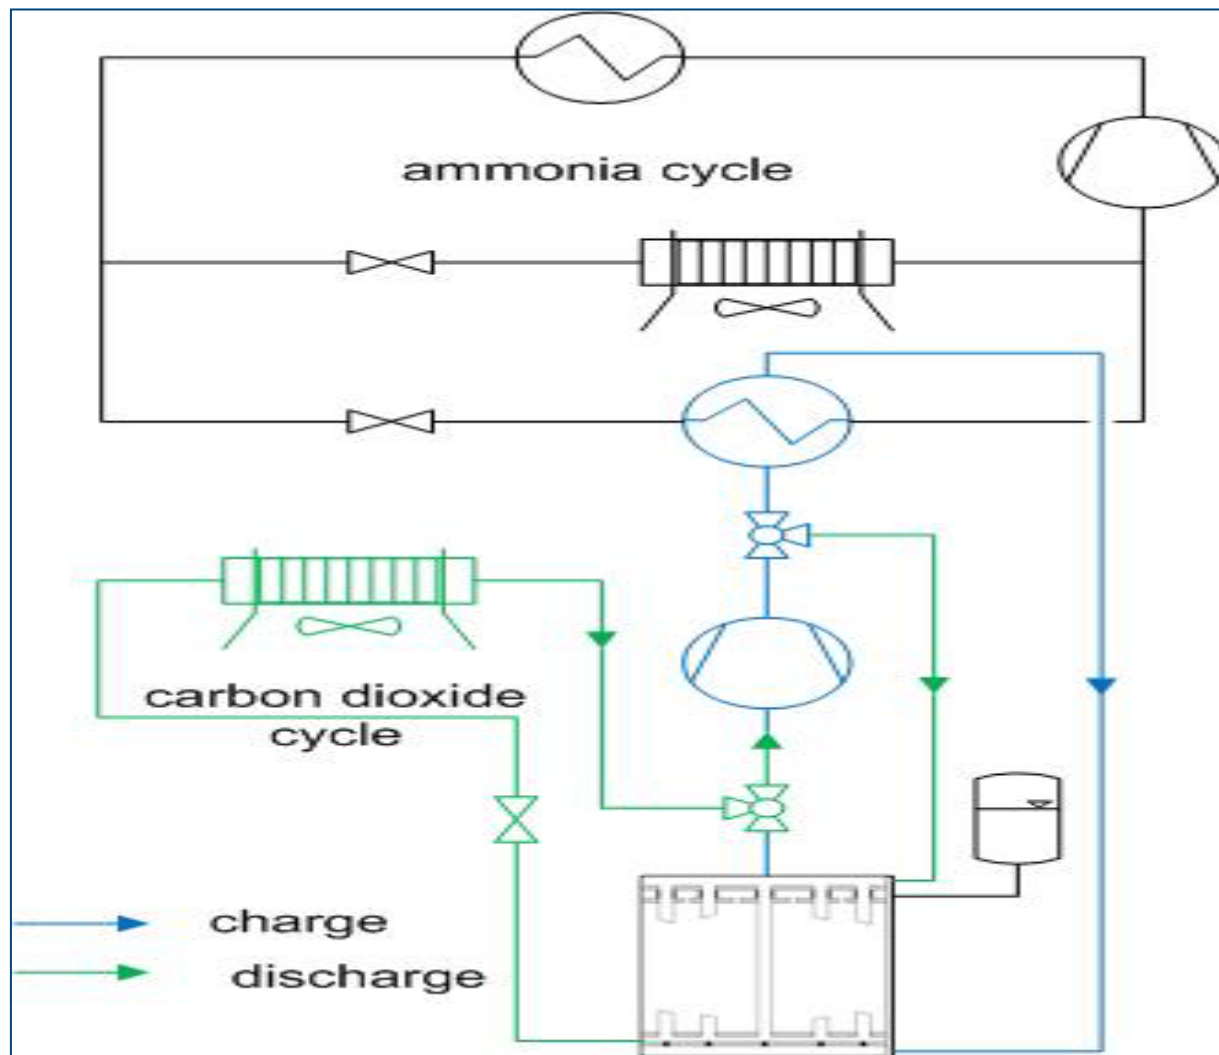 ammonia cycle
carbon dioxide
cycle
charge
discharge